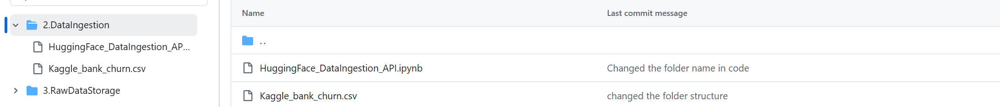 2.DataIngestion
HuggingFace_DataIngestion_AP...
Kaggle_bank_churn.csv
3.RawDataStorage
Name Last commit message
..
HuggingFace_DataIngestion_API.ipynb Changed the folder name in code
Kaggle_bank_churn.csv changed the folder structure